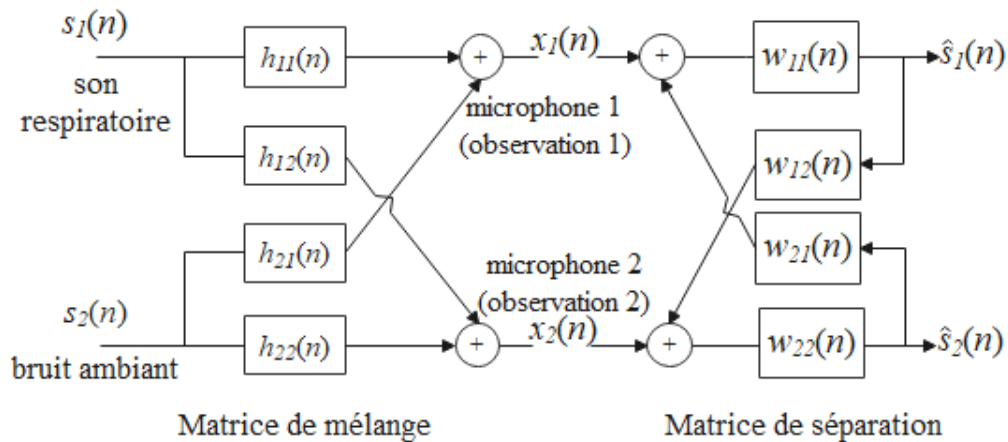 s1(n)
son
respiratoire
h11(n)
h12(n)
h21(n)
h22(n)
s2(n)
bruit ambiant
+
x1(n)
microphone 1
(observation 1)
microphone 2
(observation 2)
+
x2(n)
+
+
w11(n)
w12(n)
w21(n)
w22(n)
ŝ1(n)
ŝ2(n)
Matrice de mélange
Matrice de séparation